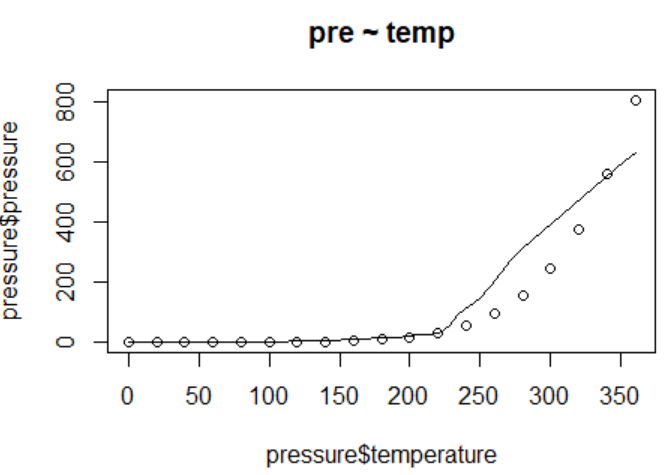 pre ~ temp
pressure$pressure
800
600
400
200
0
0 50 100 150 200 250 300 350
pressure$temperature